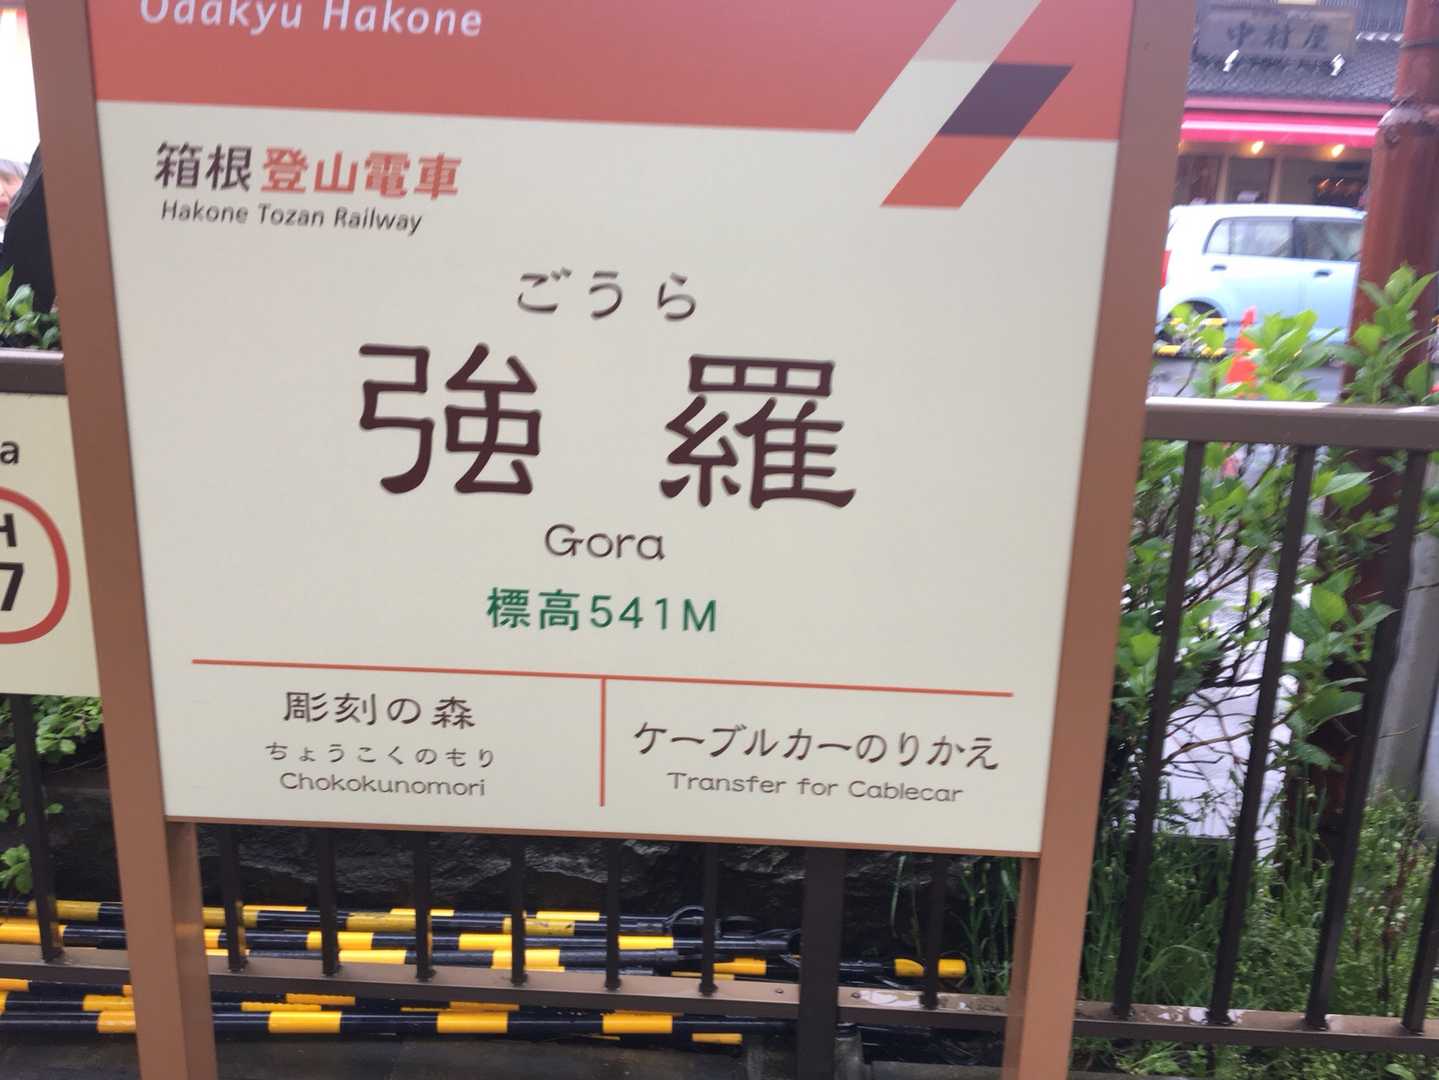 Odakyu Hakone
中村屋
箱根登山電車
Hakone Tozan Railway
ごうら
強羅
Gora
標高541M
彫刻の森
ちょうこくのもり
Chokokunomori
ケーブルカーのりかえ
Transfer for Cablecar
a
H
7